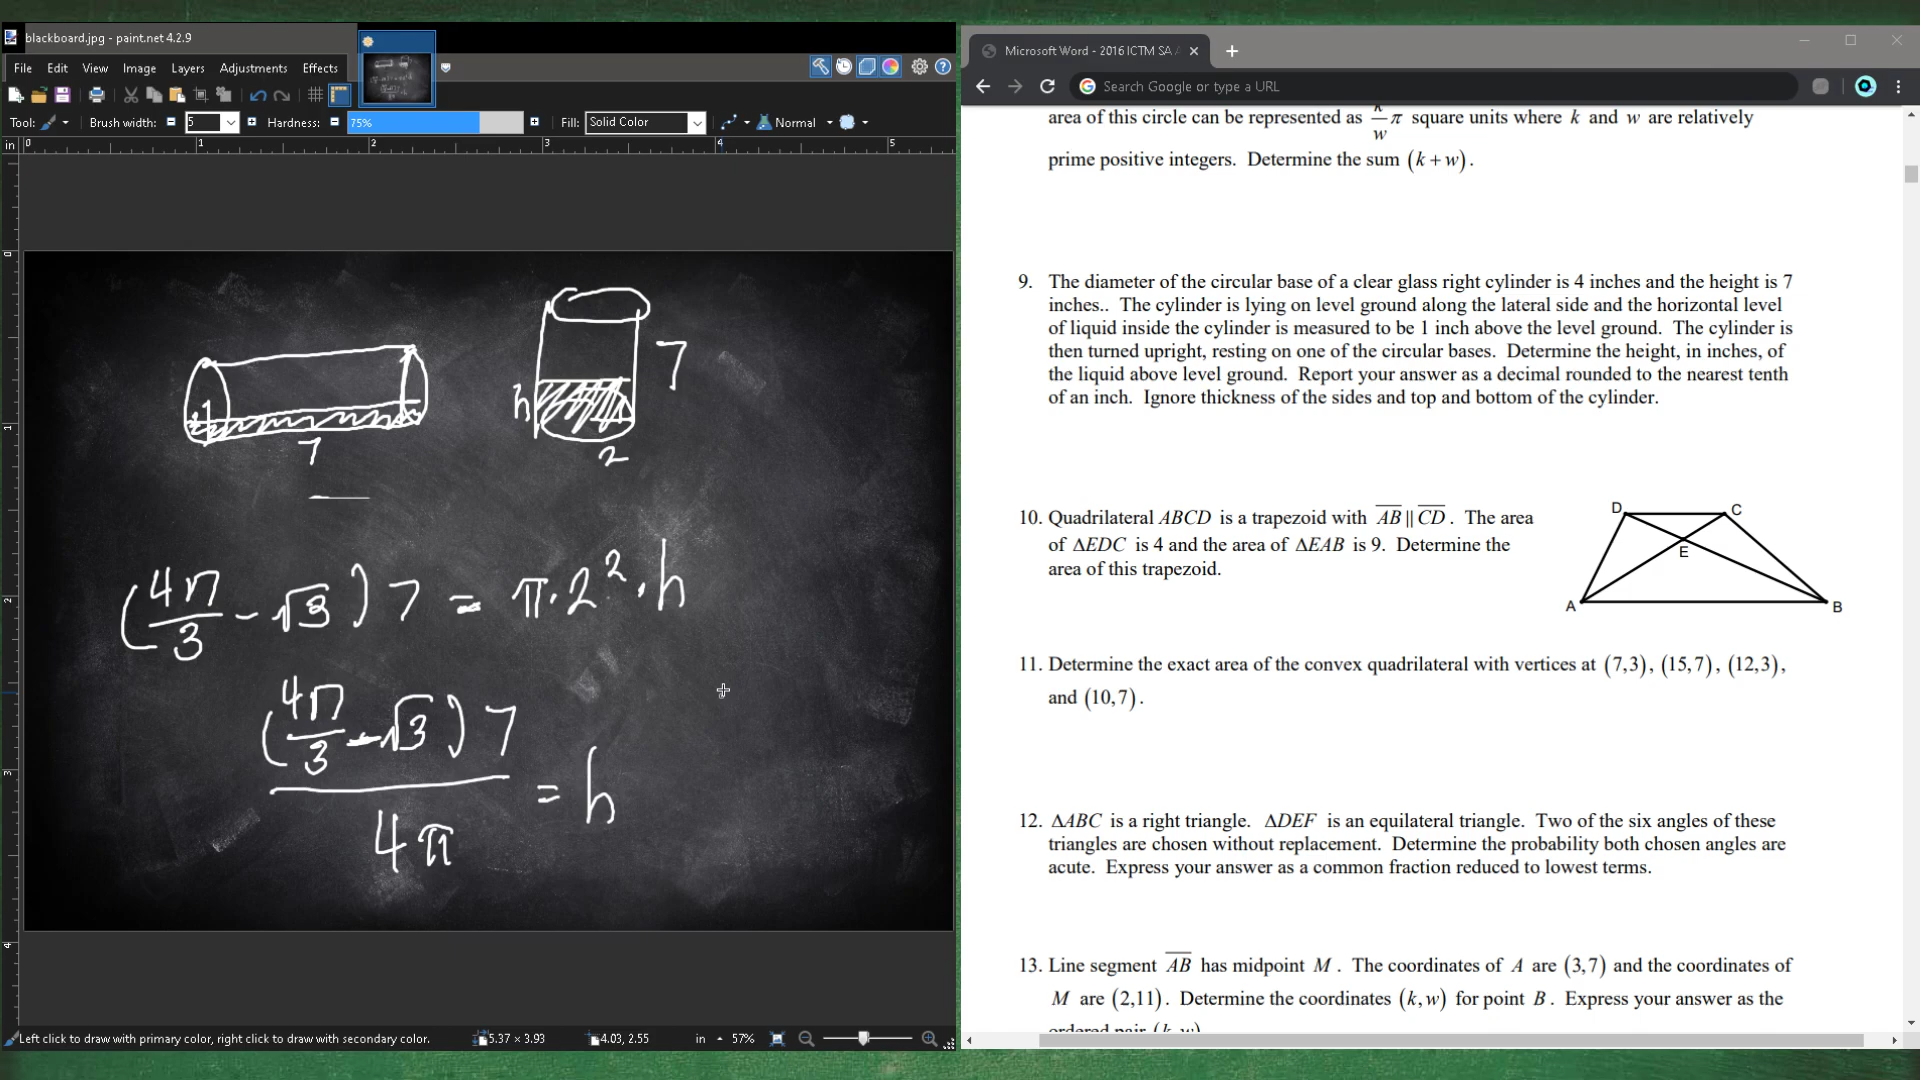 blackboard.jpg - paint.net 4.2.9
File Edit View Image Layers Adjustments Effects
Tool: Brush width: 5 Hardness: 75% Fill: Solid Color Normal
in 0 1 2 3 4 5
0
1
2
3
4
7
h
1
7
2
(4π/3 - √3) 7 = π·2²·h
(4π/3 - √3) 7
= h
4π
Left click to draw with primary color, right click to draw with secondary color. 5.37 × 3.93 4.03, 2.55 in 57%
Microsoft Word - 2016 ICTM SA
Search Google or type a URL
area of this circle can be represented as k/w π square units where k and w are relatively
prime positive integers. Determine the sum (k + w).
9. The diameter of the circular base of a clear glass right cylinder is 4 inches and the height is 7
inches.. The cylinder is lying on level ground along the lateral side and the horizontal level
of liquid inside the cylinder is measured to be 1 inch above the level ground. The cylinder is
then turned upright, resting on one of the circular bases. Determine the height, in inches, of
the liquid above level ground. Report your answer as a decimal rounded to the nearest tenth
of an inch. Ignore thickness of the sides and top and bottom of the cylinder.
10. Quadrilateral ABCD is a trapezoid with AB || CD. The area
of ΔEDC is 4 and the area of ΔEAB is 9. Determine the
area of this trapezoid.
D C
E
A B
11. Determine the exact area of the convex quadrilateral with vertices at (7,3), (15,7), (12,3),
and (10,7).
12. ΔABC is a right triangle. ΔDEF is an equilateral triangle. Two of the six angles of these
triangles are chosen without replacement. Determine the probability both chosen angles are
acute. Express your answer as a common fraction reduced to lowest terms.
13. Line segment AB has midpoint M. The coordinates of A are (3,7) and the coordinates of
M are (2,11). Determine the coordinates (k,w) for point B. Express your answer as the
ordered pair (k,w)